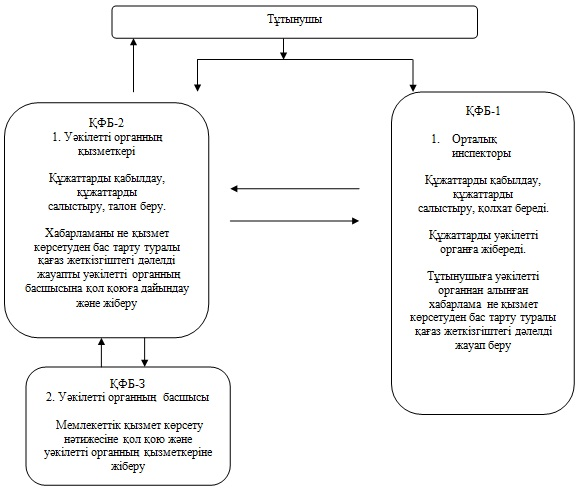 Тұтынушы
ҚФБ-2
1. Уәкілетті органның
қызметкері
Құжаттарды қабылдау,
құжаттарды
салыстыру, талон беру.
Хабарламаны не қызмет
көрсетуден бас тарту туралы
қағаз жеткізгіштегі дәлелді
жауапты уәкілетті органның
басшысына қол қоюға дайындау
және жіберу
ҚФБ-1
1. Орталық
инспекторы
Құжаттарды қабылдау,
құжаттарды
салыстыру, қолхат береді.
Құжаттарды уәкілетті
органға жібереді.
Тұтынушыға уәкілетті
органнан алынған
хабарлама не қызмет
көрсетуден бас тарту туралы
қағаз жеткізгіштегі дәлелді
жауап беру
ҚФБ-3
2. Уәкілетті органның басшысы
Мемлекеттік қызмет көрсету
нәтижесіне қол қою және
уәкілетті органның қызметкеріне
жіберу